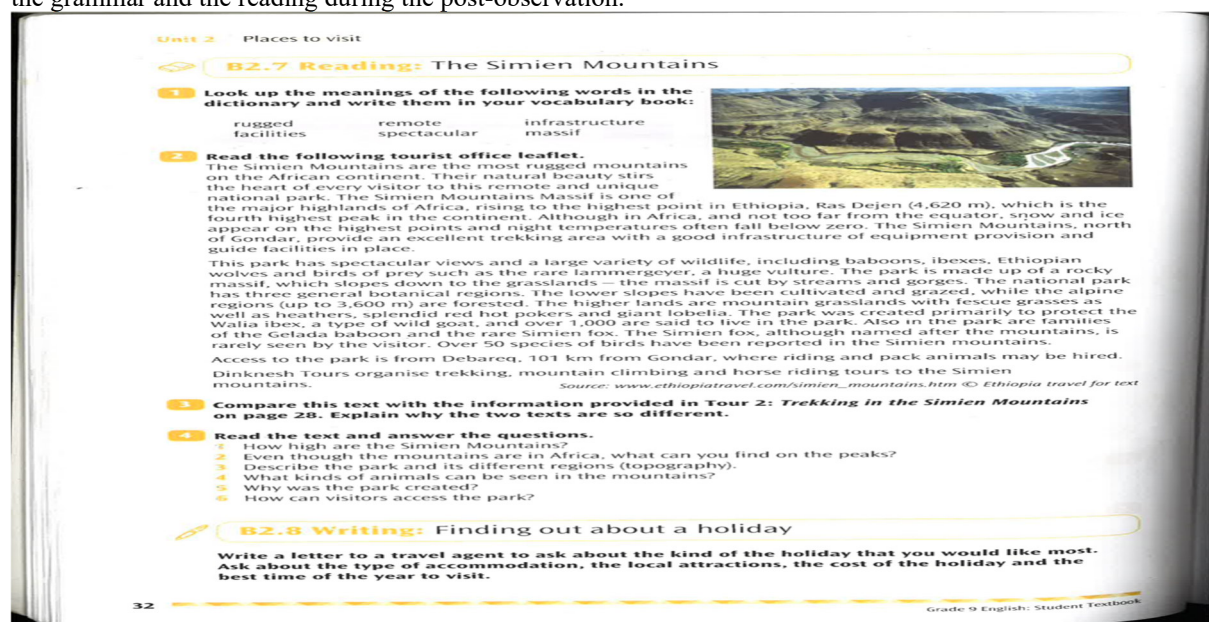 the grammar and the reading during the post-observation.
Unit 2 Places to visit
B2.7 Reading: The Simien Mountains
1 Look up the meanings of the following words in the
dictionary and write them in your vocabulary book:
rugged remote infrastructure
facilities spectacular massif
2 Read the following tourist office leaflet.
The Simien Mountains are the most rugged mountains
on the African continent. Their natural beauty stirs
the heart of every visitor to this remote and unique
national park. The Simien Mountains Massif is one of
the major highlands of Africa, rising to the highest point in Ethiopia, Ras Dejen (4,620 m), which is the
fourth highest peak in the continent. Although in Africa, and not too far from the equator, snow and ice
appear on the highest points and night temperatures often fall below zero. The Simien Mountains, north
of Gondar, provide an excellent trekking area with a good infrastructure of equipment provision and
guide facilities in place.
This park has spectacular views and a large variety of wildlife, including baboons, ibexes, Ethiopian
wolves and birds of prey such as the rare lammergeyer, a huge vulture. The park is made up of a rocky
massif, which slopes down to the grasslands – the massif is cut by streams and gorges. The national park
has three general botanical regions. The lower slopes have been cultivated and grazed, while the alpine
regions (up to 3,600 m) are forested. The higher lands are mountain grasslands with fescue grasses as
well as heathers, splendid red hot pokers and giant lobelia. The park was created primarily to protect the
Walia ibex, a type of wild goat, and over 1,000 are said to live in the park. Also in the park are families
of the Gelada baboon and the rare Simien fox. The Simien fox, although named after the mountains, is
rarely seen by the visitor. Over 50 species of birds have been reported in the Simien mountains.
Access to the park is from Debareq, 101 km from Gondar, where riding and pack animals may be hired.
Dinknesh Tours organise trekking, mountain climbing and horse riding tours to the Simien
mountains. Source: www.ethiopiatravel.com/simien_mountains.htm © Ethiopia travel for text
3 Compare this text with the information provided in Tour 2: Trekking in the Simien Mountains
on page 28. Explain why the two texts are so different.
4 Read the text and answer the questions.
1 How high are the Simien Mountains?
2 Even though the mountains are in Africa, what can you find on the peaks?
3 Describe the park and its different regions (topography).
4 What kinds of animals can be seen in the mountains?
5 Why was the park created?
6 How can visitors access the park?
B2.8 Writing: Finding out about a holiday
Write a letter to a travel agent to ask about the kind of the holiday that you would like most.
Ask about the type of accommodation, the local attractions, the cost of the holiday and the
best time of the year to visit.
32 Grade 9 English: Student Textbook